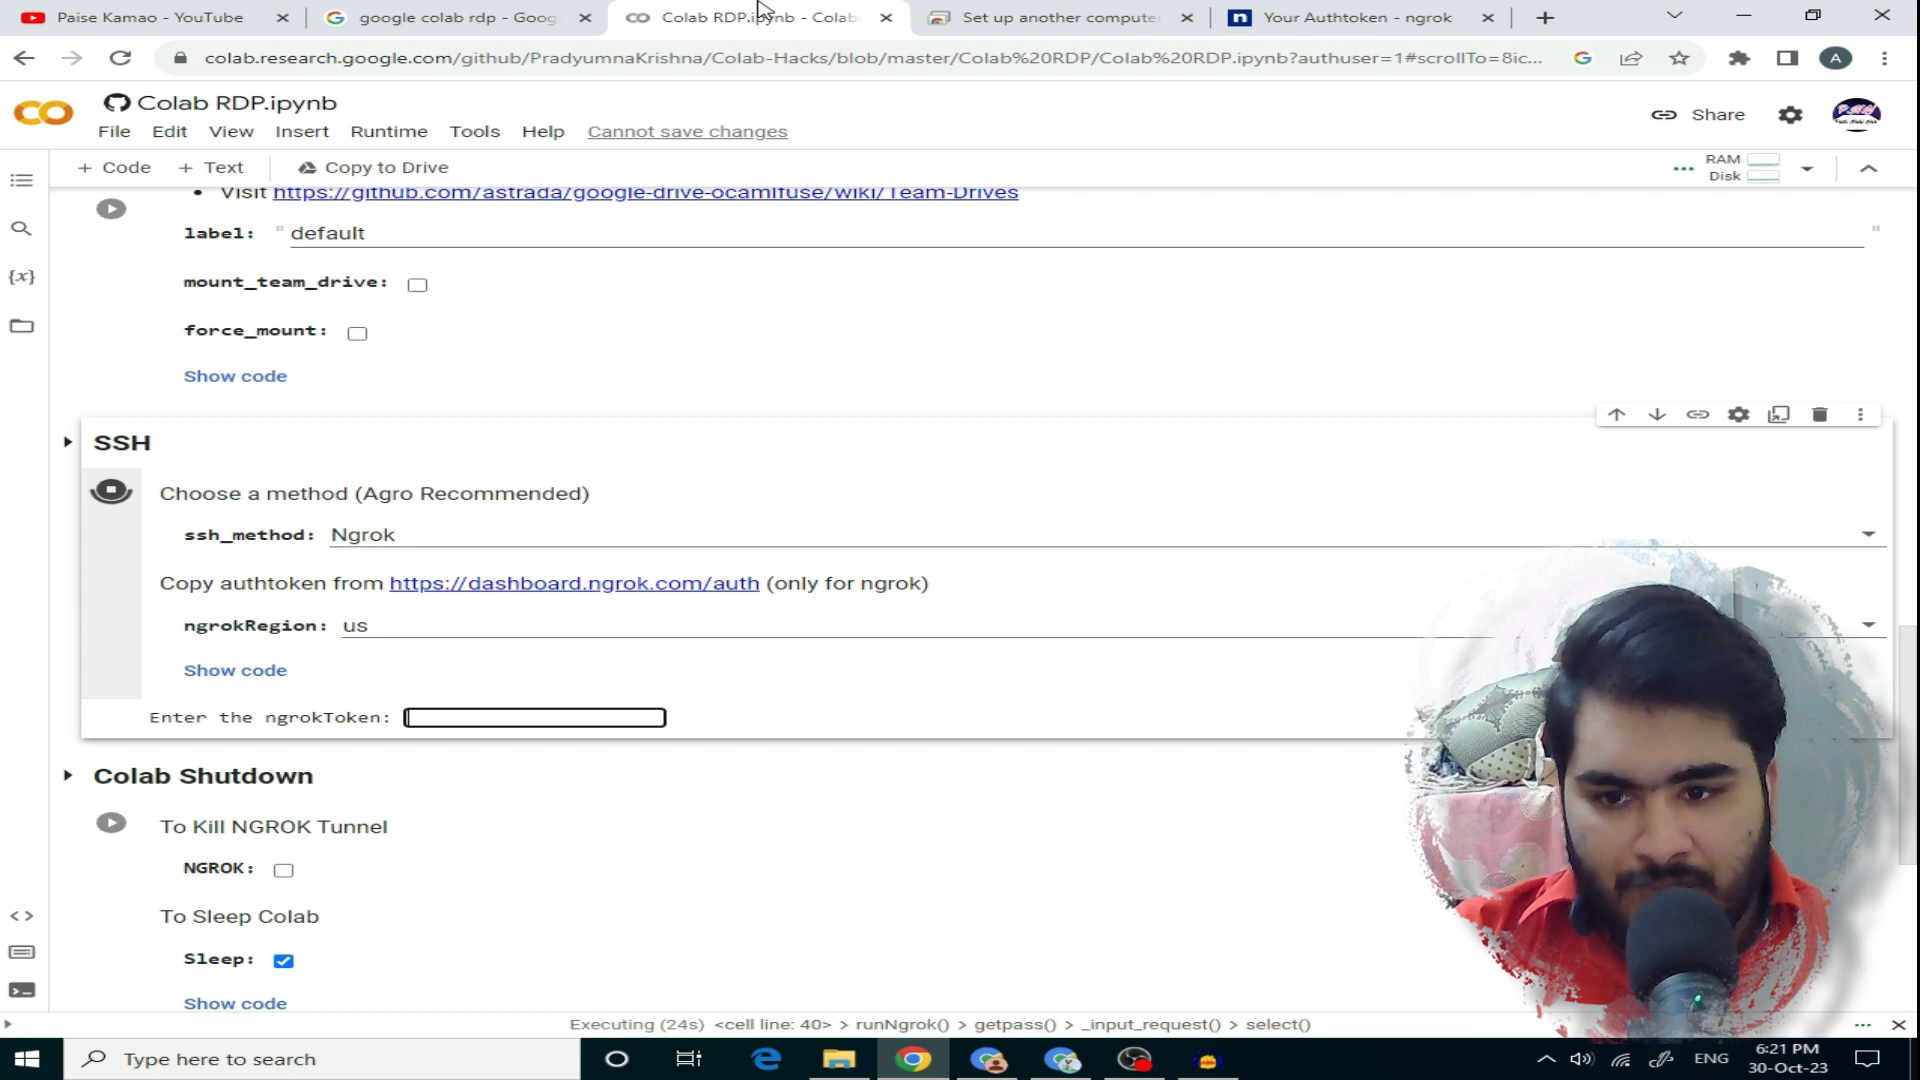 Paise Kamao - YouTube
google colab rdp - Goog
Colab RDP.ipynb - Colab
Set up another compute
Your Authtoken - ngrok
colab.research.google.com/github/PradyumnaKrishna/Colab-Hacks/blob/master/Colab%20RDP/Colab%20RDP.ipynb?authuser=1#scrollTo=8ic...
A
Colab RDP.ipynb
File Edit View Insert Runtime Tools Help Cannot save changes
Share
+ Code + Text Copy to Drive
RAM
Disk
Visit https://github.com/astrada/google-drive-ocamlfuse/wiki/Team-Drives
label: " default "
mount_team_drive:
force_mount:
Show code
SSH
Choose a method (Agro Recommended)
ssh_method: Ngrok
Copy authtoken from https://dashboard.ngrok.com/auth (only for ngrok)
ngrokRegion: us
Show code
Enter the ngrokToken:
Colab Shutdown
To Kill NGROK Tunnel
NGROK:
To Sleep Colab
Sleep:
Show code
Executing (24s) <cell line: 40> > runNgrok() > getpass() > _input_request() > select()
Type here to search
ENG
6:21 PM
30-Oct-23